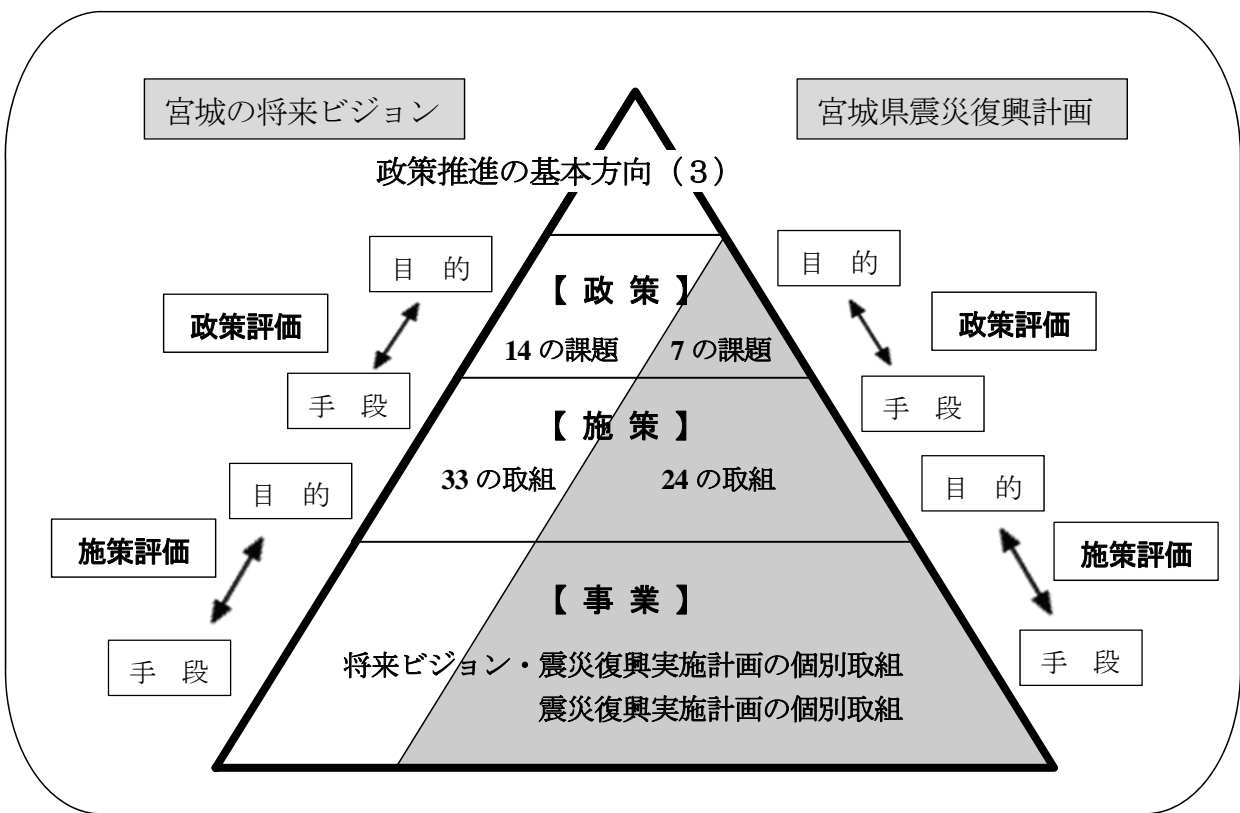 宮城の将来ビジョン
宮城県震災復興計画
政策推進の基本方向(3)
目 的
目 的
【 政 策 】
政策評価
政策評価
14 の課題
7 の課題
手 段
手 段
【 施 策 】
33 の取組
24 の取組
目 的
目 的
施策評価
施策評価
【 事 業 】
手 段
手 段
将来ビジョン・震災復興実施計画の個別取組
震災復興実施計画の個別取組